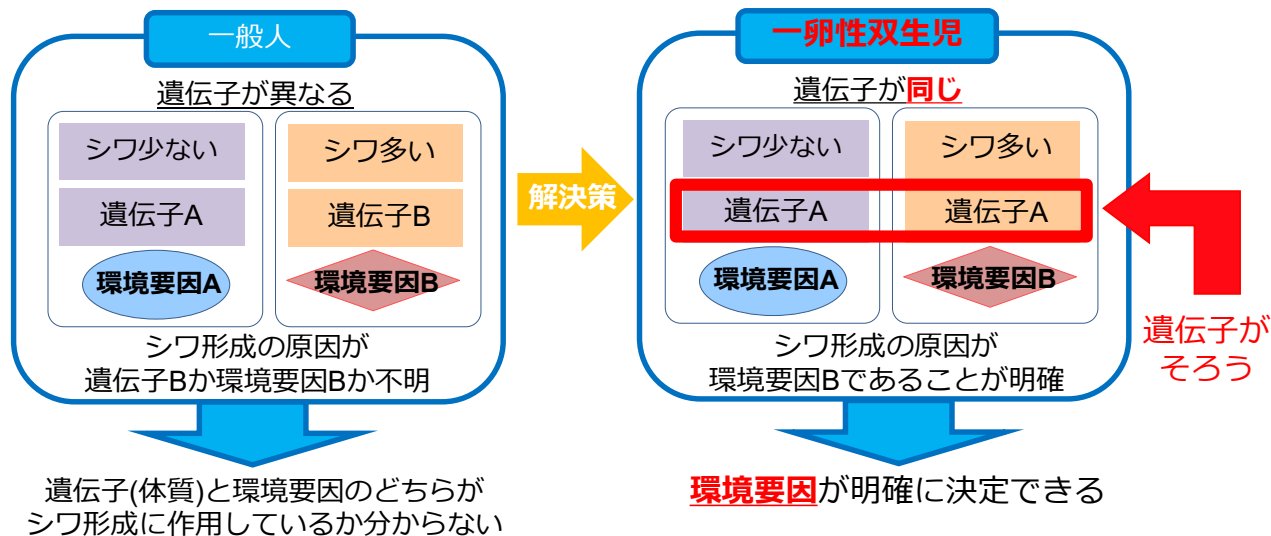 一般人
遺伝子が異なる
シワ少ない
シワ多い
遺伝子A
遺伝子B
環境要因A
環境要因B
シワ形成の原因が
遺伝子Bか環境要因Bか不明
遺伝子(体質)と環境要因のどちらが
シワ形成に作用しているか分からない
解決策
一卵性双生児
遺伝子が同じ
シワ少ない
シワ多い
遺伝子A
遺伝子A
環境要因A
環境要因B
シワ形成の原因が
環境要因Bであることが明確
環境要因が明確に決定できる
遺伝子が
そろう